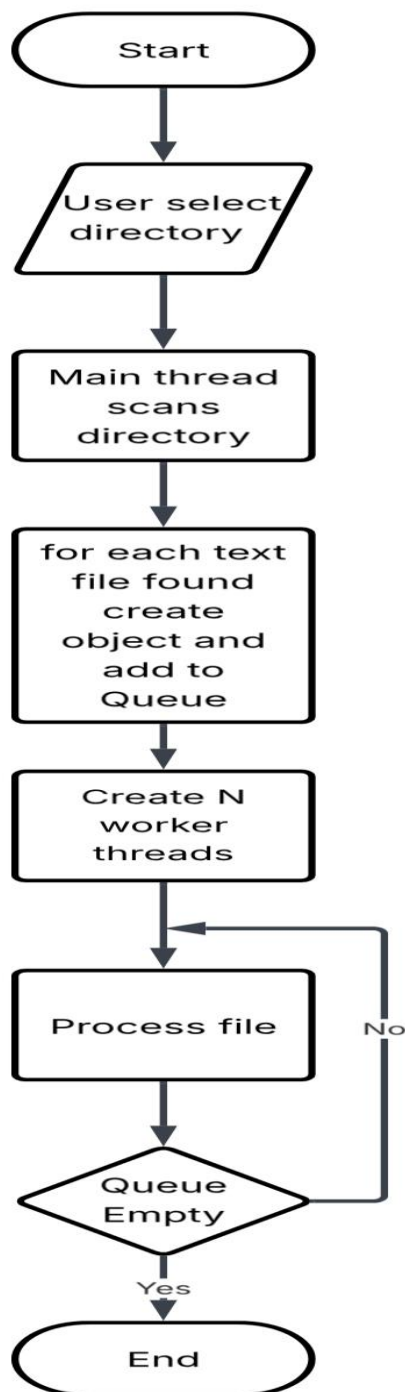 Start
User select
directory
Main thread
scans
directory
for each text
file found
create
object and
add to
Queue
Create N
worker
threads
Process file
No
Queue
Empty
Yes
End